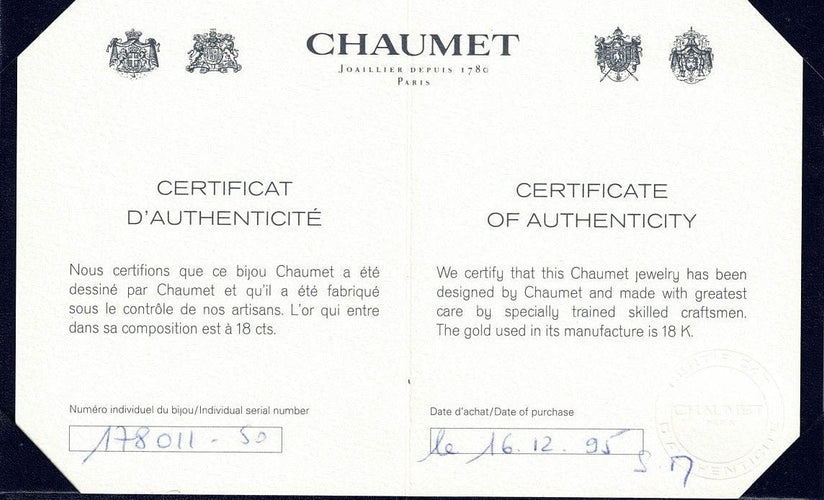 CHAUMET
JOAILLIER DEPUIS 1780
PARIS
CERTIFICAT
D'AUTHENTICITÉ
Nous certifions que ce bijou Chaumet a été
dessiné par Chaumet et qu'il a été fabriqué
sous le contrôle de nos artisans. L'or qui entre
dans sa composition est à 18 cts.
Numéro individuel du bijou/Individual serial number
178011 - 50
CERTIFICATE
OF AUTHENTICITY
We certify that this Chaumet jewelry has been
designed by Chaumet and made with greatest
care by specially trained skilled craftsmen.
The gold used in its manufacture is 18 K.
Date d'achat/Date of purchase
le 16.12.95
CHAUMET
PARIS
D'AUTHENTICITÉ